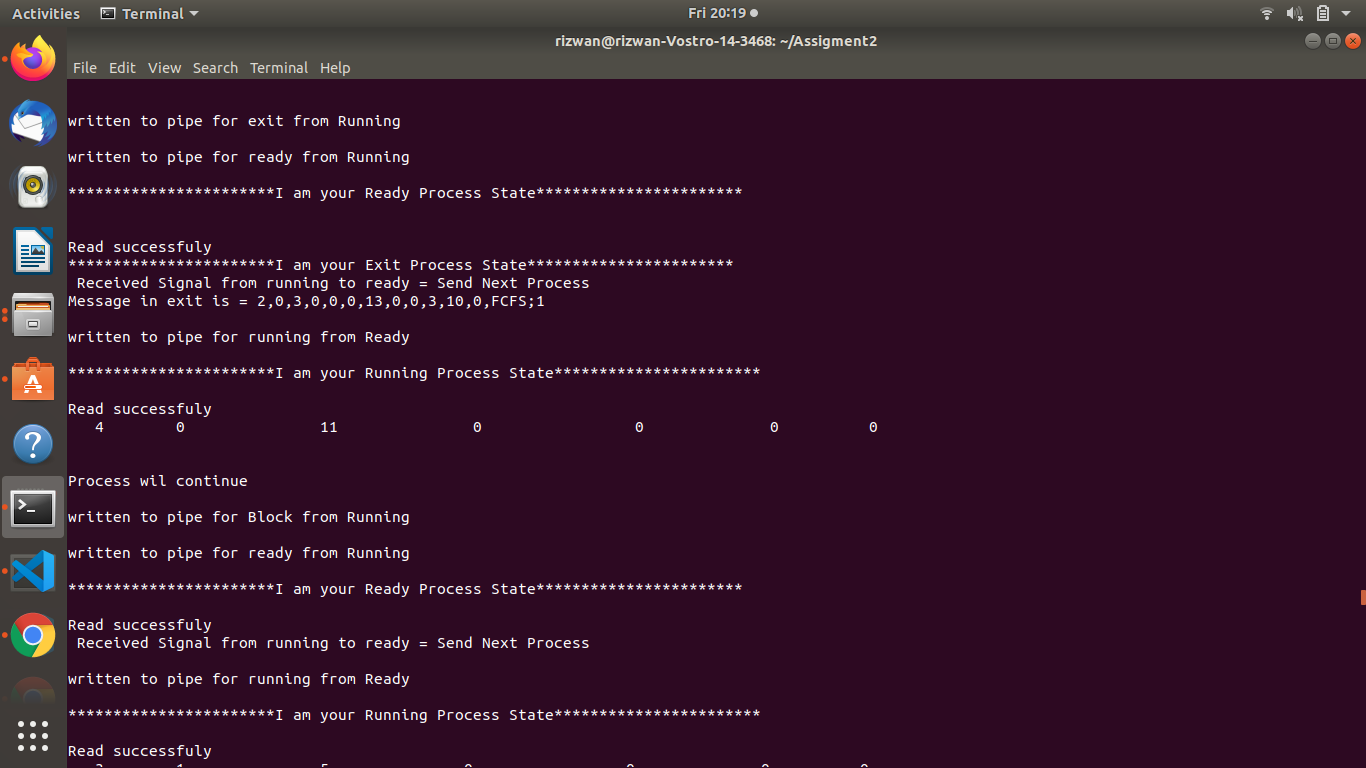 Activities Terminal Fri 20:19
rizwan@rizwan-Vostro-14-3468: ~/Assigment2
File Edit View Search Terminal Help
written to pipe for exit from Running
written to pipe for ready from Running
***********************I am your Ready Process State***********************
Read successfuly
***********************I am your Exit Process State***********************
Received Signal from running to ready = Send Next Process
Message in exit is = 2,0,3,0,0,0,13,0,0,3,10,0,FCFS;1
written to pipe for running from Ready
***********************I am your Running Process State***********************
Read successfuly
4 0 11 0 0 0 0
Process wil continue
written to pipe for Block from Running
written to pipe for ready from Running
***********************I am your Ready Process State***********************
Read successfuly
Received Signal from running to ready = Send Next Process
written to pipe for running from Ready
***********************I am your Running Process State***********************
Read successfuly